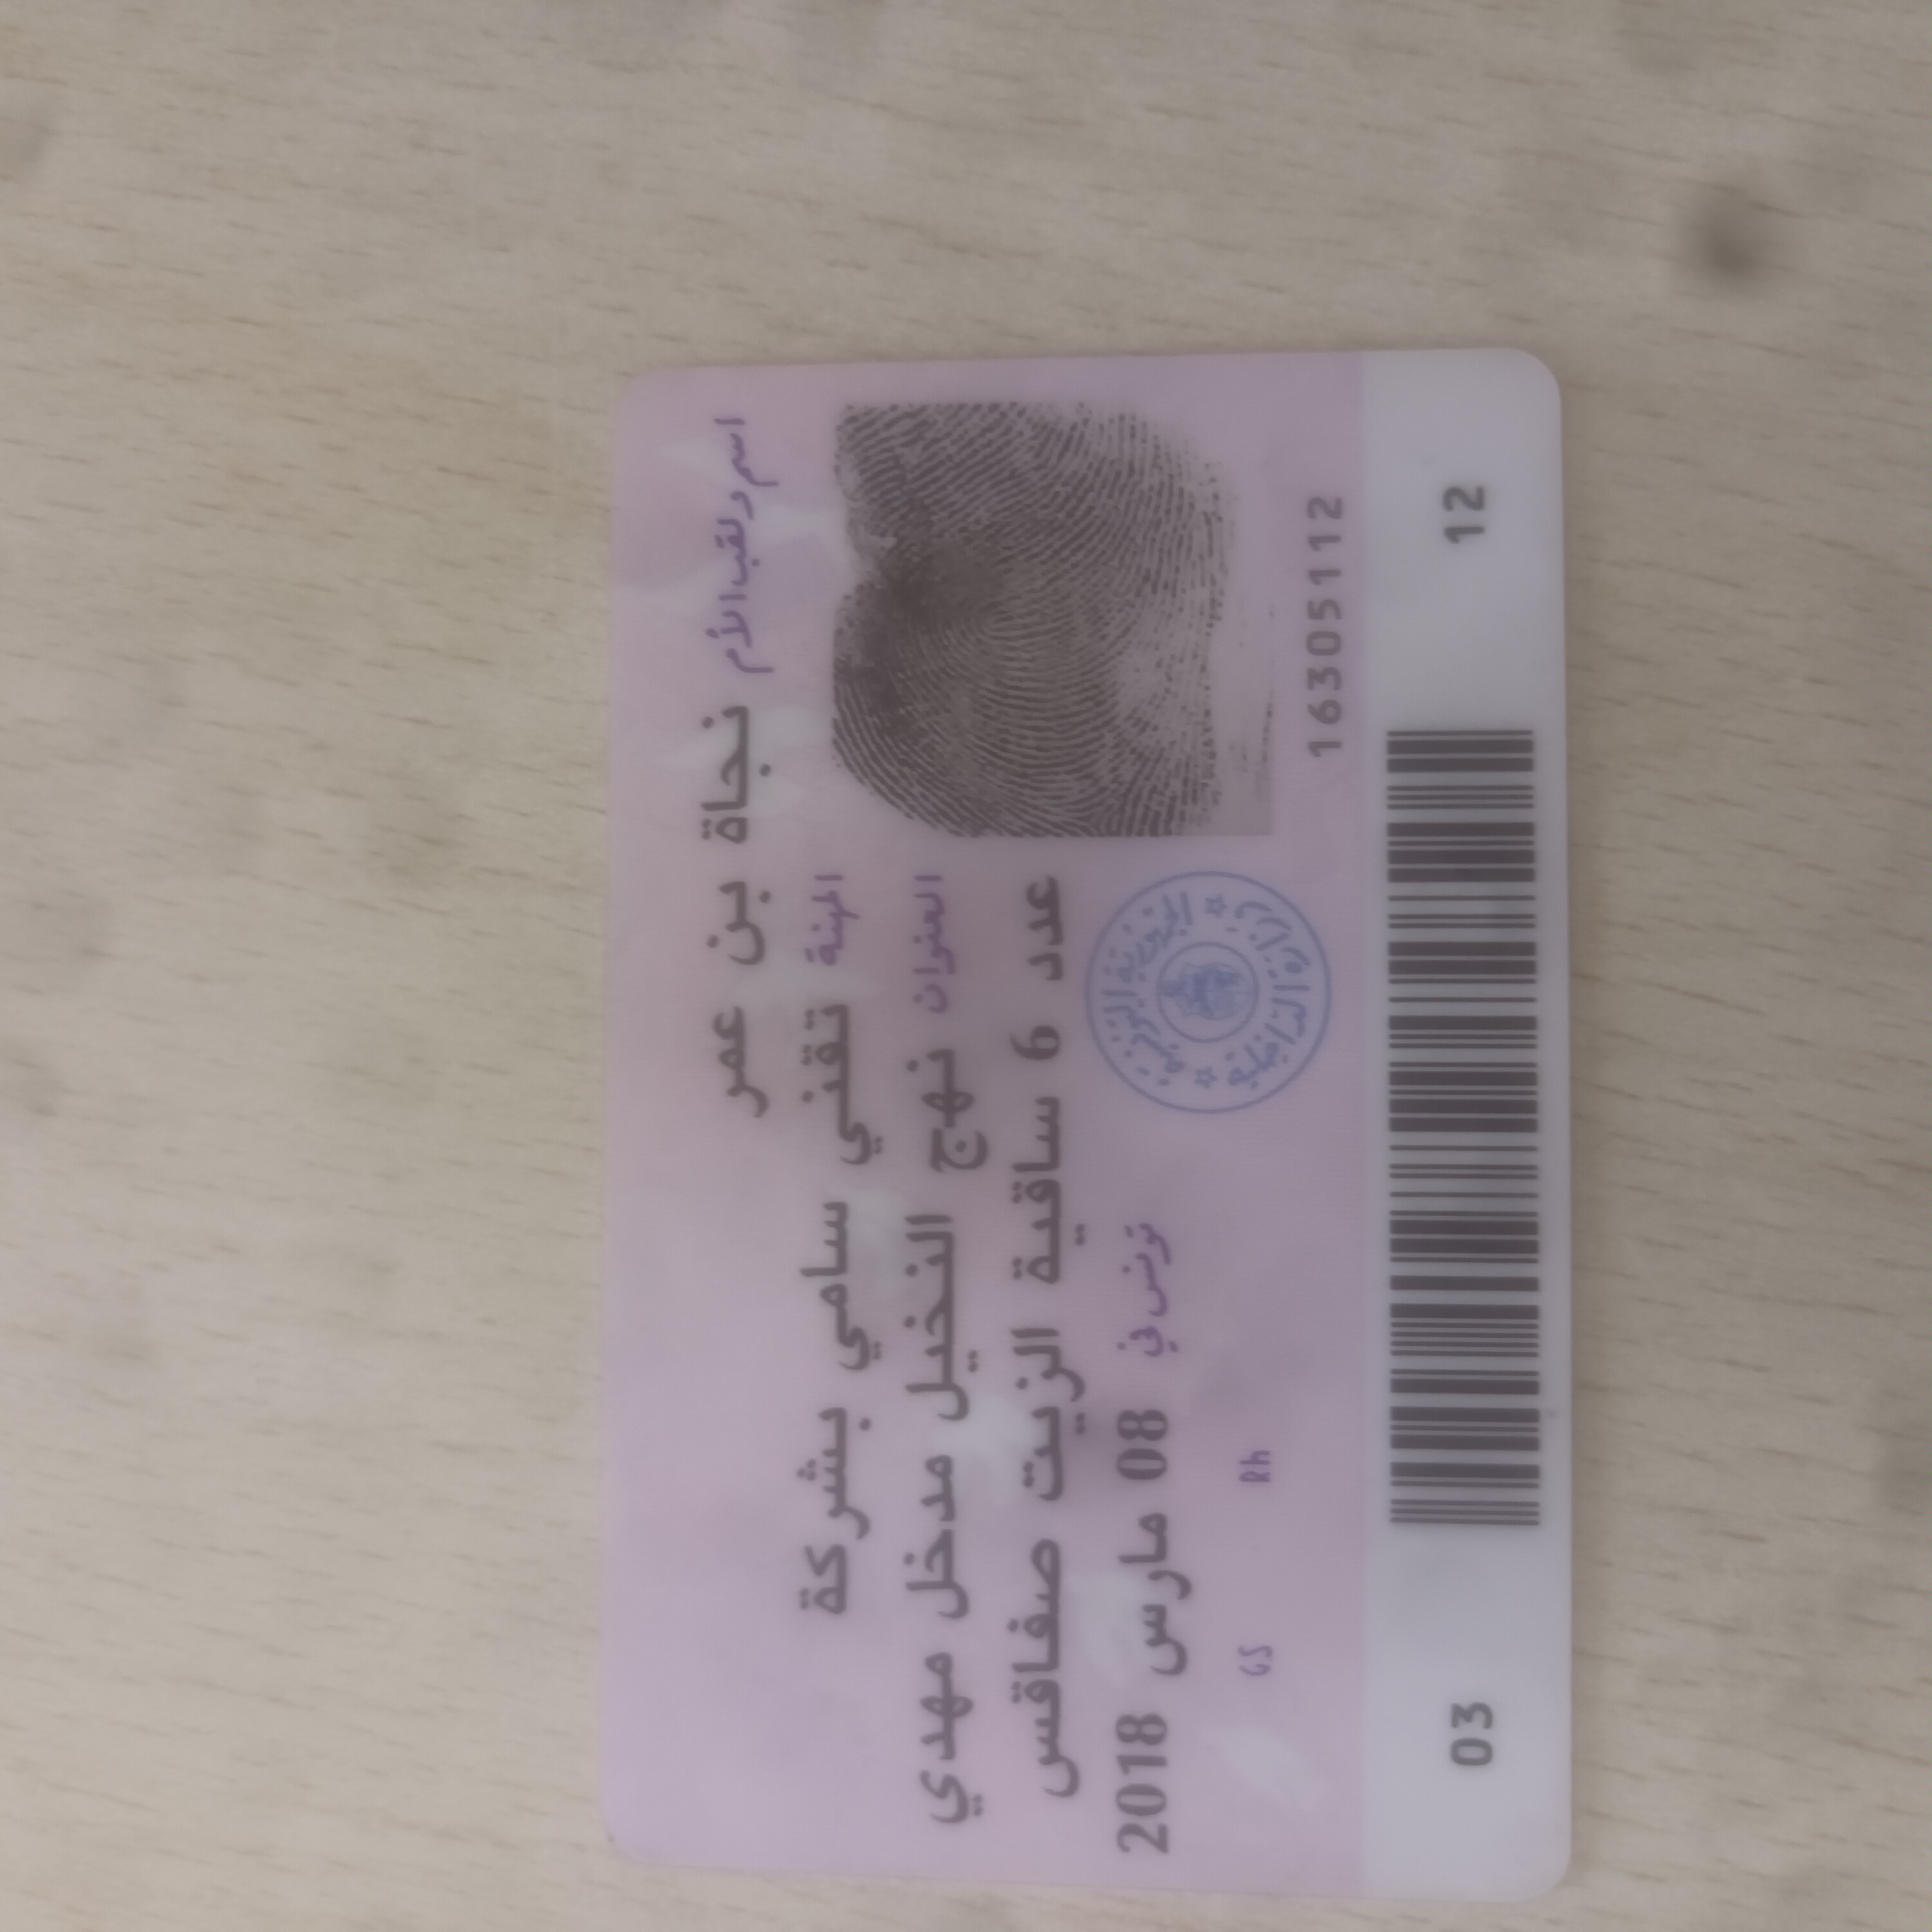 اسم ولقب الأم نجاة بن عمر
المهنة تقني سامي بشركة
العنوان نهج النخيل مدخل مهدي
عدد 6 ساقية الزيت صفاقس
تونس في 08 مارس 2018
الجمهورية التونسية
وزارة الداخلية
GS Rh
16305112
03 12